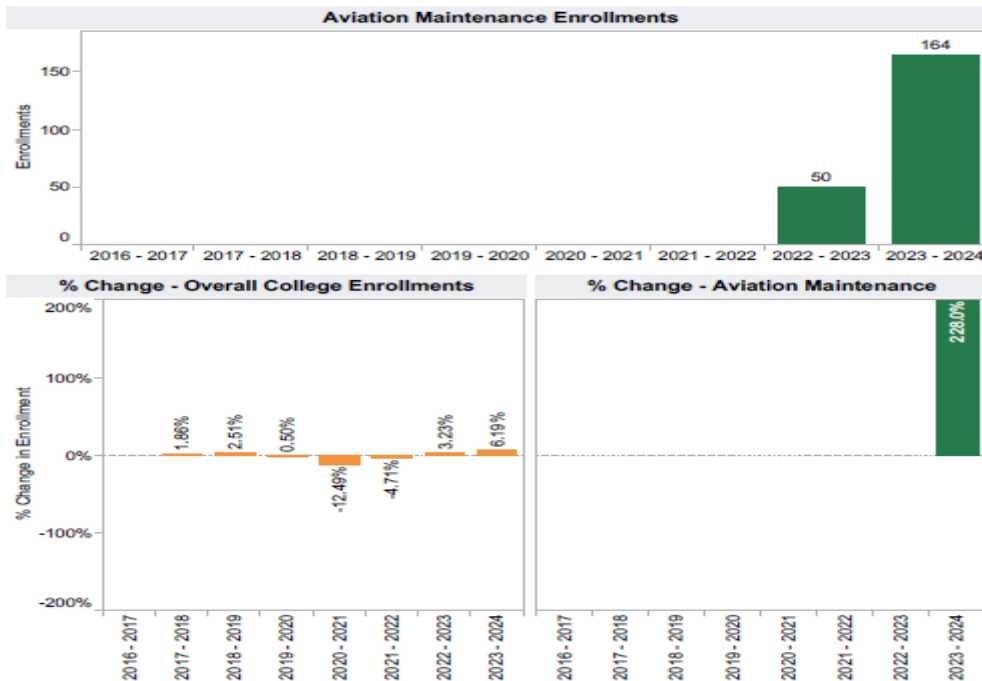 Aviation Maintenance Enrollments
Enrollments
150
100
50
0
50
164
2016 - 2017 2017 - 2018 2018 - 2019 2019 - 2020 2020 - 2021 2021 - 2022 2022 - 2023 2023 - 2024
% Change - Overall College Enrollments
% Change in Enrollment
200%
100%
0%
-100%
-200%
1.86%
2.51%
0.50%
-12.49%
-4.71%
3.23%
6.19%
2016 - 2017
2017 - 2018
2018 - 2019
2019 - 2020
2020 - 2021
2021 - 2022
2022 - 2023
2023 - 2024
% Change - Aviation Maintenance
228.0%
2016 - 2017
2017 - 2018
2018 - 2019
2019 - 2020
2020 - 2021
2021 - 2022
2022 - 2023
2023 - 2024